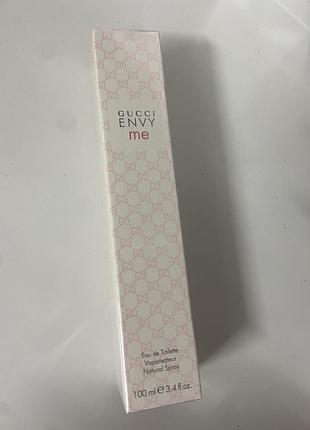 GUCCI
ENVY
me
Eau de Toilette
Vaporisateur
Natural Spray
100 ml e 3.4 fl.oz.